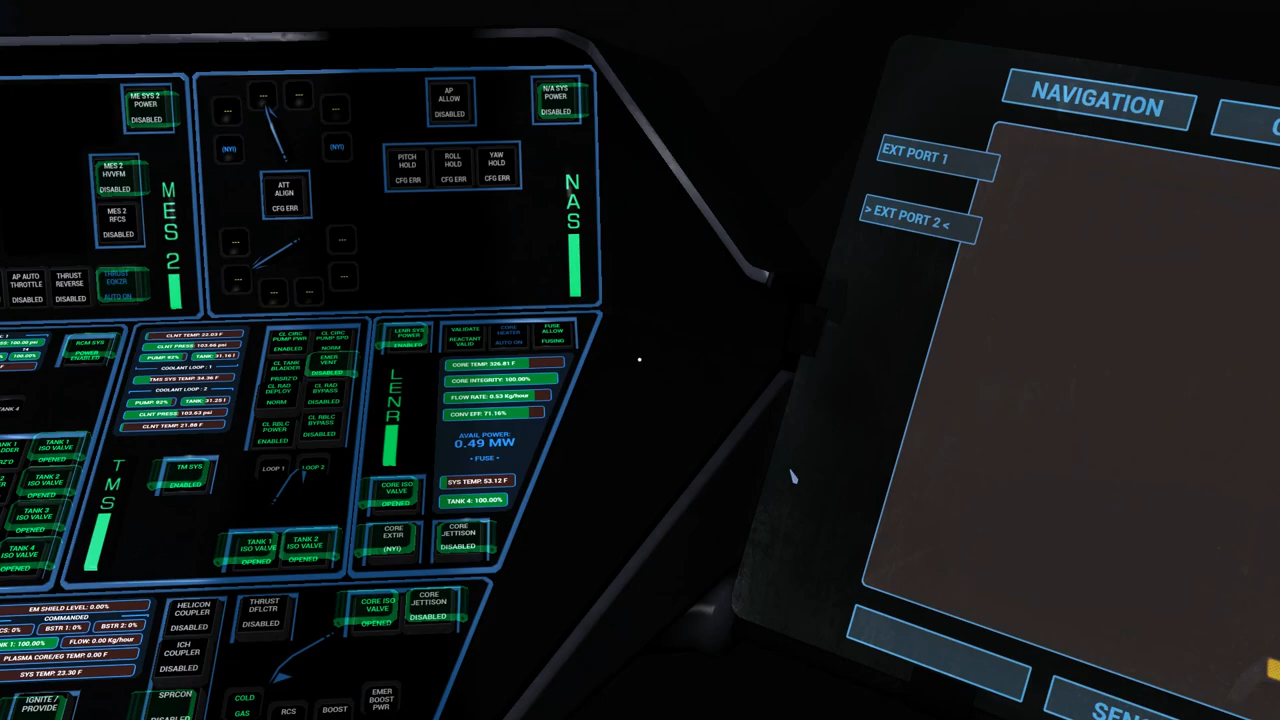 ME SYS 2
POWER
DISABLED
MES 2
HVVFM
DISABLED
MES 2
RFCS
DISABLED
AP AUTO
THROTTLE
DISABLED
THRUST
REVERSE
DISABLED
THRUST
EQKZR
AUTO ON
MES 2
---
---
---
---
(NYI)
(NYI)
ATT
ALIGN
CFG ERR
---
---
---
---
---
---
AP
ALLOW
DISABLED
N/A SYS
POWER
DISABLED
PITCH
HOLD
CFG ERR
ROLL
HOLD
CFG ERR
YAW
HOLD
CFG ERR
NAS
NAVIGATION
EXT PORT 1
> EXT PORT 2 <
100.00%
RCM SYS
POWER
ENABLED
TANK 4
TANK 1
ISO VALVE
OPENED
TANK 2
ISO VALVE
OPENED
TANK 3
ISO VALVE
OPENED
TANK 4
ISO VALVE
OPENED
CLNT TEMP: 22.03 F
CLNT PRESS: 103.66 psi
PUMP: 92%
TANK: 31.16 l
COOLANT LOOP : 1
TMS SYS TEMP: 34.36 F
COOLANT LOOP : 2
PUMP: 92%
TANK: 31.25 l
CLNT PRESS: 103.63 psi
CLNT TEMP: 21.86 F
CL CIRC
PUMP PWR
ENABLED
CL CIRC
PUMP SPD
NORM
CL TANK
BLADDER
PRSRZ'D
EMER
VENT
DISABLED
CL RAD
DEPLOY
NORM
CL RAD
BYPASS
DISABLED
CL RBLC
POWER
ENABLED
CL RBLC
BYPASS
DISABLED
TMS
TM SYS
ENABLED
LOOP 1
LOOP 2
TANK 1
ISO VALVE
OPENED
TANK 2
ISO VALVE
OPENED
LENR SYS
POWER
ENABLED
VALIDATE
REACTANT
VALID
CORE
HEATER
AUTO ON
FUSE
ALLOW
FUSING
LENR
CORE TEMP: 326.81 F
CORE INTEGRITY: 100.00%
FLOW RATE: 0.53 Kg/hour
CONV EFF: 71.16%
AVAIL POWER:
0.49 MW
• FUSE •
SYS TEMP: 53.12 F
TANK 4: 100.00%
CORE ISO
VALVE
OPENED
CORE
EXTIR
(NYI)
CORE
JETTISON
DISABLED
EM SHIELD LEVEL: 0.00%
COMMANDED
BSTR 1: 0%
BSTR 2: 0%
100.00%
FLOW: 0.00 Kg/hour
PLASMA CORE/EG TEMP: 0.00 F
SYS TEMP: 23.30 F
IGNITE /
PROVIDE
HELICON
COUPLER
DISABLED
ICH
COUPLER
DISABLED
SPRCON
DISABLED
THRUST
DFLCTR
DISABLED
CORE ISO
VALVE
OPENED
CORE
JETTISON
DISABLED
COLD
GAS
RCS
BOOST
EMER
BOOST
PWR